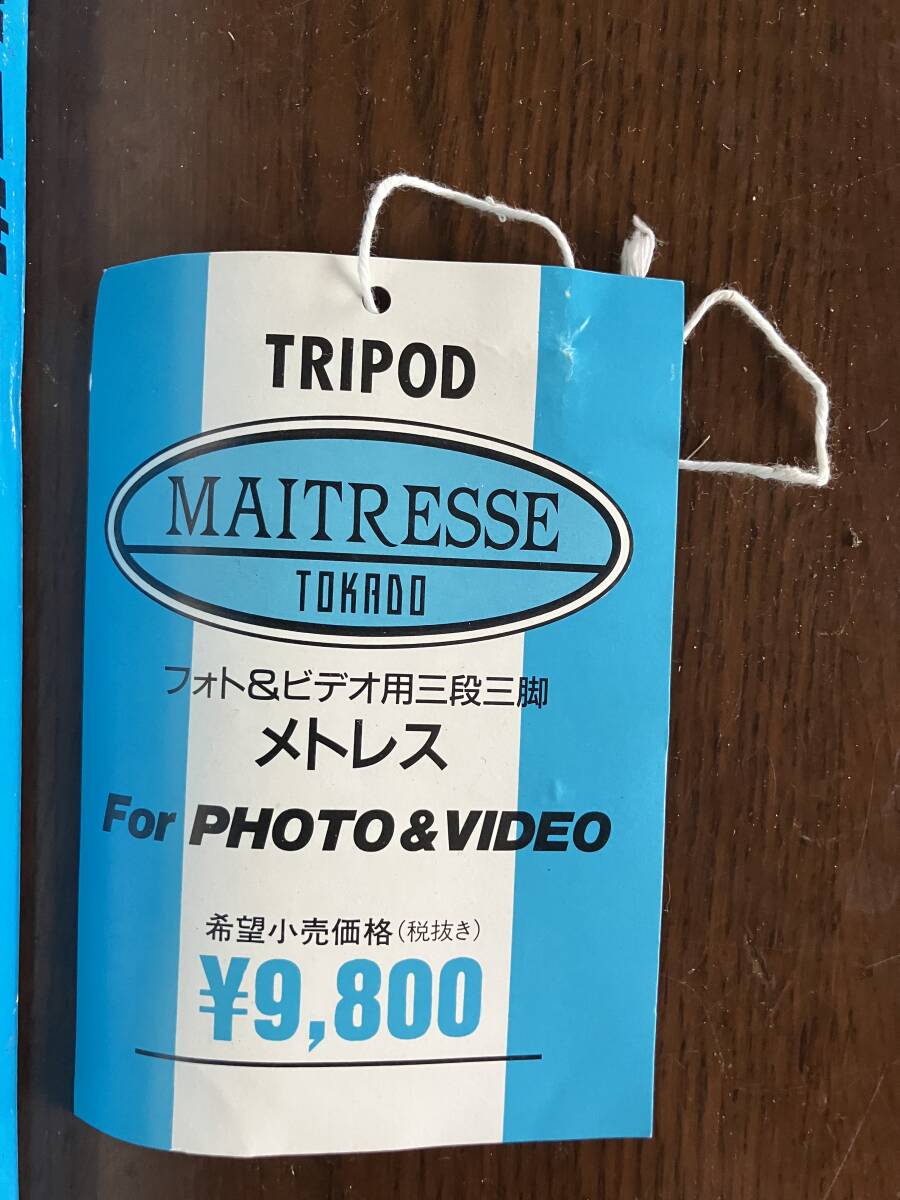 TRIPOD
MAITRESSE
TOKADO
フォト&ビデオ用三段三脚
メトレス
For PHOTO&VIDEO
希望小売価格(税抜き)
¥9,800